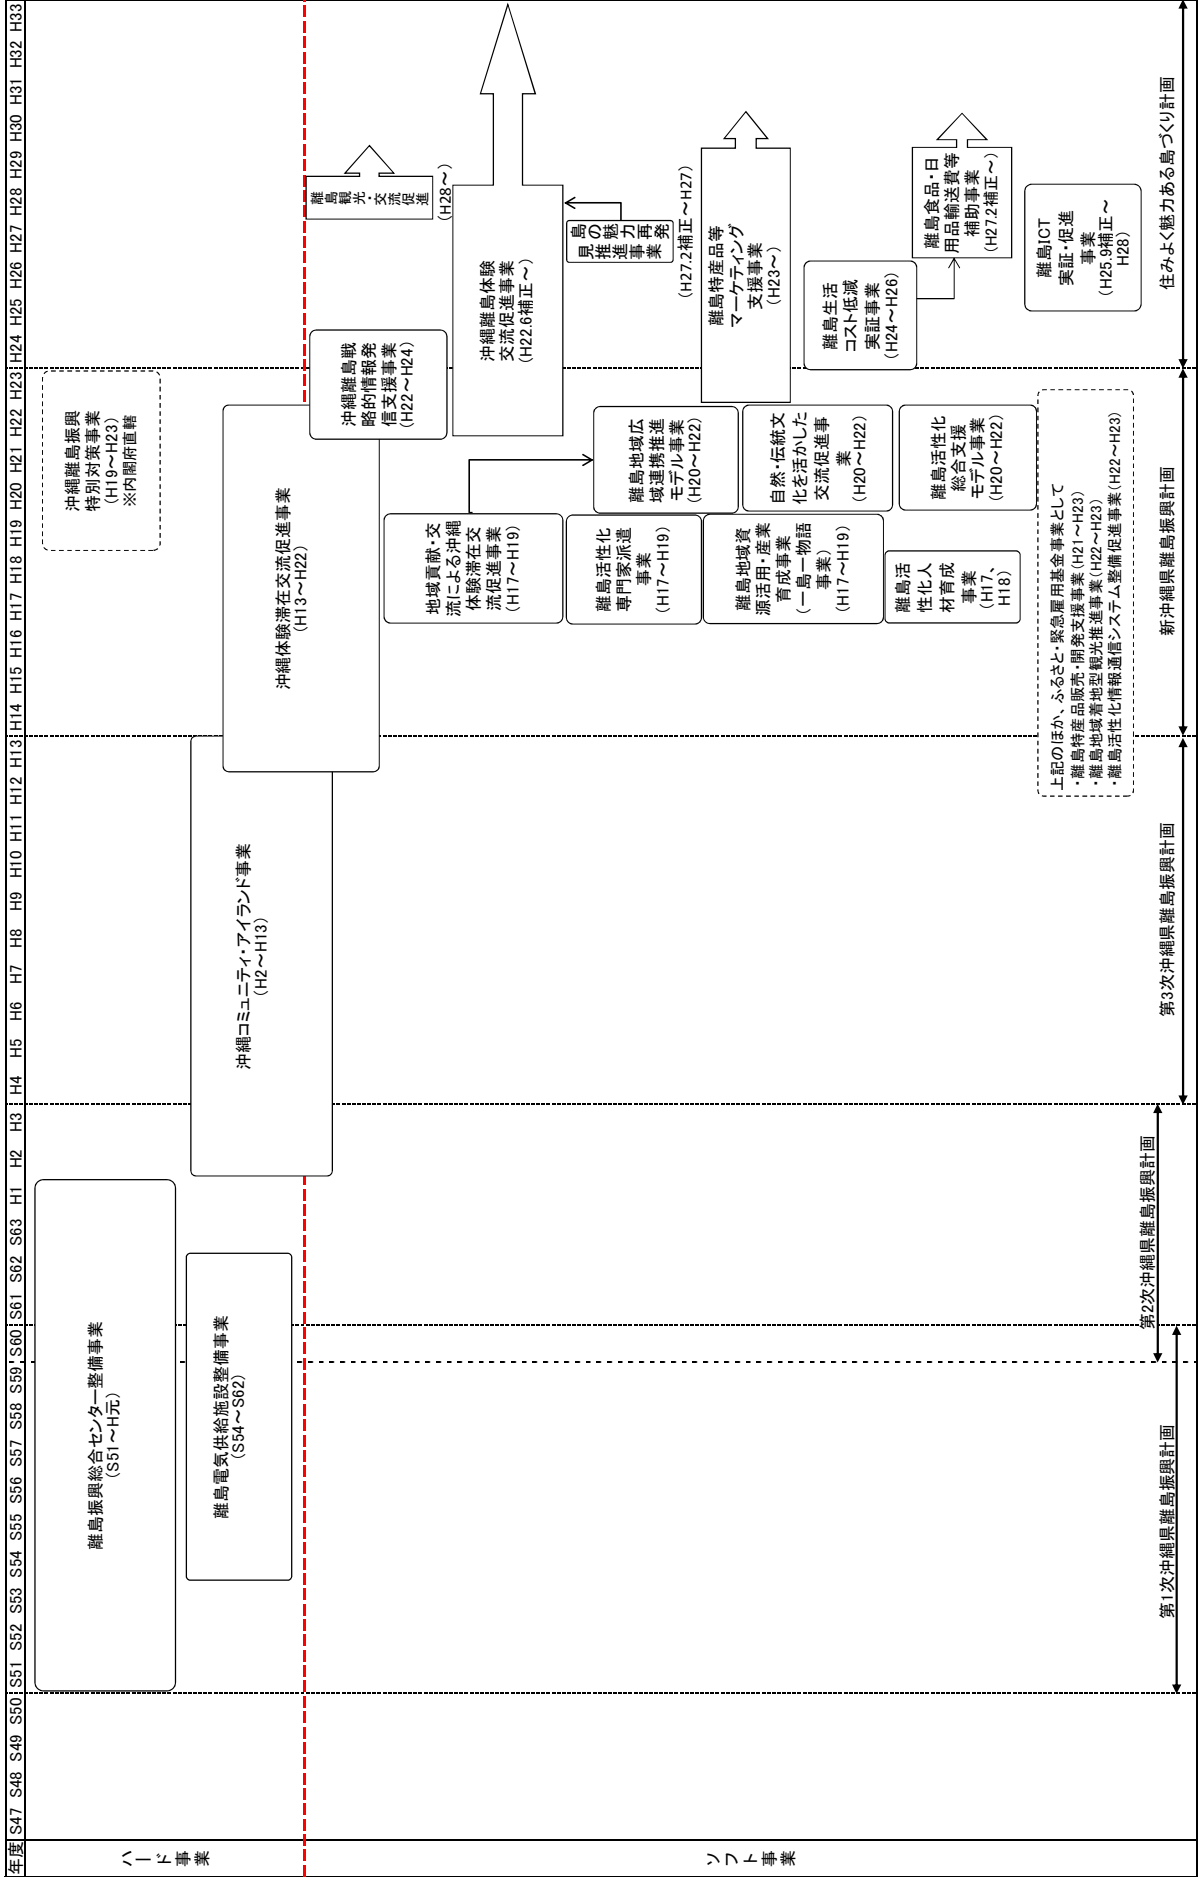 年度 S47 S48 S49 S50 S51 S52 S53 S54 S55 S56 S57 S58 S59 S60 S61 S62 S63 H1 H2 H3 H4 H5 H6 H7 H8 H9 H10 H11 H12 H13 H14 H15 H16 H17 H18 H19 H20 H21 H22 H23 H24 H25 H26 H27 H28 H29 H30 H31 H32 H33
ハード事業
離島振興総合センター整備事業
(S51～H元)
沖縄離島振興
特別対策事業
(H19～H23)
※内閣府直轄
離島電気供給施設整備事業
(S54～S62)
沖縄コミュニティ・アイランド事業
(H2～H13)
沖縄体験滞在交流促進事業
(H13～H22)
ソフト事業
沖縄離島戦
略的情報発
信支援事業
(H22～H24)
離島
観光・交流
促進
(H28～)
地域貢献・交
流による沖縄
体験滞在交
流促進事業
(H17～H19)
沖縄離島体験
交流促進事業
(H22.6補正～)
離島活性化
専門家派遣
事業
(H17～H19)
離島地域広
域連携推進
モデル事業
(H20～H22)
島の魅力再発
見推進事業
(H27.2補正～H27)
離島地域資
源活用・産業
育成事業
(一島一物語
事業)
(H17～H19)
自然・伝統文
化を活かした
交流促進事
業
(H20～H22)
離島特産品等
マーケティング
支援事業
(H23～)
離島生活
コスト低減
実証事業
(H24～H26)
離島活
性化人
材育成
事業
(H17、
H18)
離島活性化
総合支援
モデル事業
(H20～H22)
離島食品・日
用品輸送費等
補助事業
(H27.2補正～)
離島ICT
実証・促進
事業
(H25.9補正～
H28)
上記のほか、ふるさと・緊急雇用基金事業として
・離島特産品販売・開発支援事業(H21～H23)
・離島地域着地型観光推進事業(H22～H23)
・離島活性化情報通信システム整備促進事業(H22～H23)
第1次沖縄県離島振興計画
第2次沖縄県離島振興計画
第3次沖縄県離島振興計画
新沖縄県離島振興計画
住みよく魅力ある島づくり計画